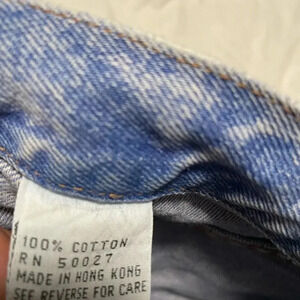 100% COTTON
RN 50027
MADE IN HONG KONG
SEE REVERSE FOR CARE